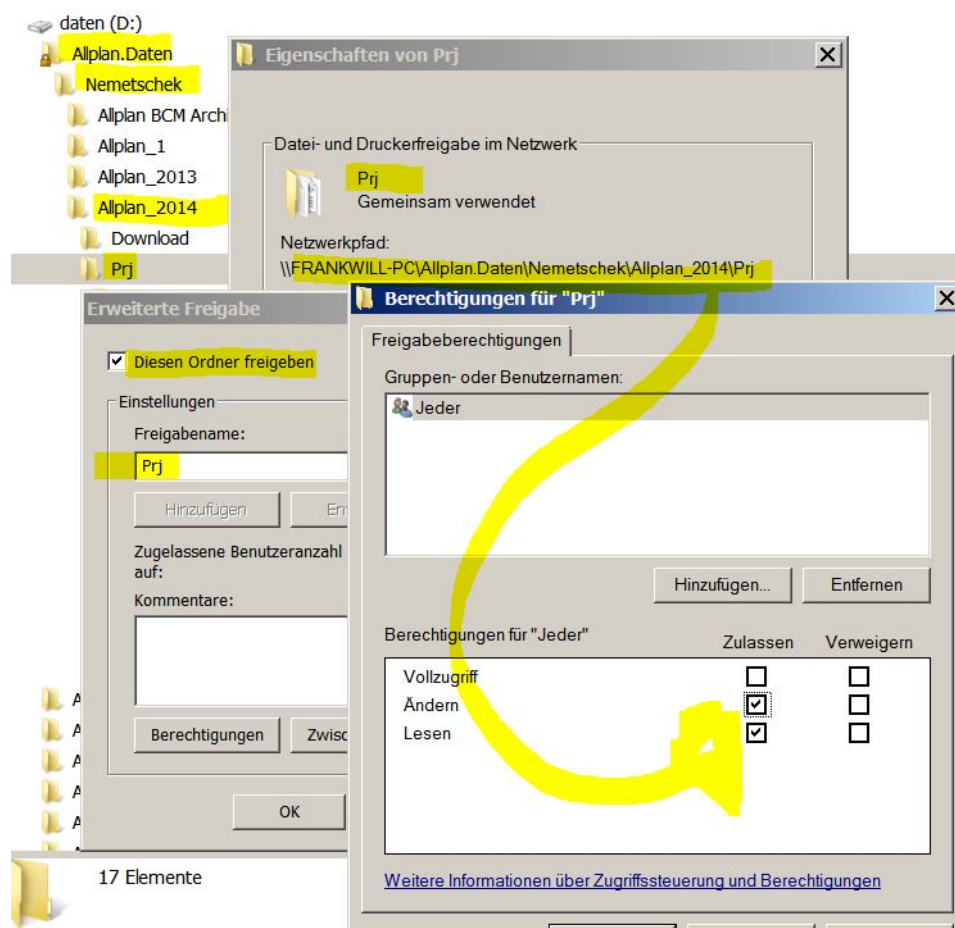 daten (D:)
Allplan.Daten
Nemetschek
Allplan BCM Archi
Allplan_1
Allplan_2013
Allplan_2014
Download
Prj
Eigenschaften von Prj
Datei- und Druckerfreigabe im Netzwerk
Prj
Gemeinsam verwendet
Netzwerkpfad:
\\FRANKWILL-PC\Allplan.Daten\Nemetschek\Allplan_2014\Prj
Erweiterte Freigabe
Diesen Ordner freigeben
Einstellungen
Freigabename:
Prj
Hinzufügen
Zugelassene Benutzeranzahl
auf:
Kommentare:
Berechtigungen
OK
Berechtigungen für "Prj"
Freigabeberechtigungen
Gruppen- oder Benutzernamen:
Jeder
Hinzufügen... Entfernen
Berechtigungen für "Jeder" Zulassen Verweigern
Vollzugriff
Ändern
Lesen
Weitere Informationen über Zugriffssteuerung und Berechtigungen
17 Elemente